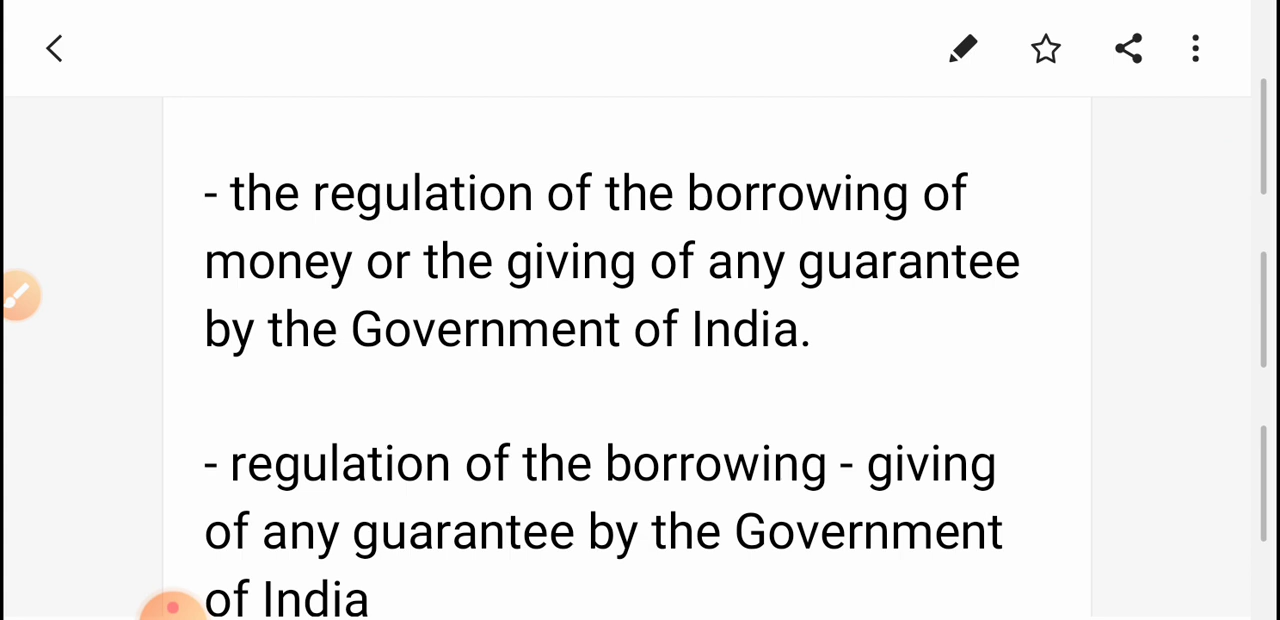 - the regulation of the borrowing of
money or the giving of any guarantee
by the Government of India.
- regulation of the borrowing - giving
of any guarantee by the Government
of India